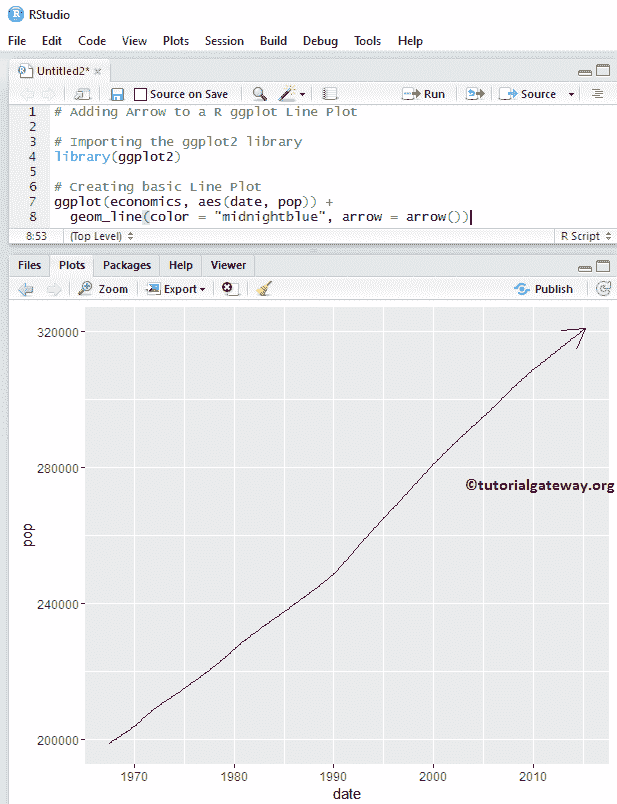 RStudio
File Edit Code View Plots Session Build Debug Tools Help
Untitled2*
Source on Save Run Source
1 # Adding Arrow to a R ggplot Line Plot
2
3 # Importing the ggplot2 library
4 library(ggplot2)
5
6 # Creating basic Line Plot
7 ggplot(economics, aes(date, pop)) +
8 geom_line(color = "midnightblue", arrow = arrow())
8:53 (Top Level) R Script
Files Plots Packages Help Viewer
Zoom Export Publish
320000
280000
©tutorialgateway.org
pop
240000
200000
1970 1980 1990 2000 2010
date